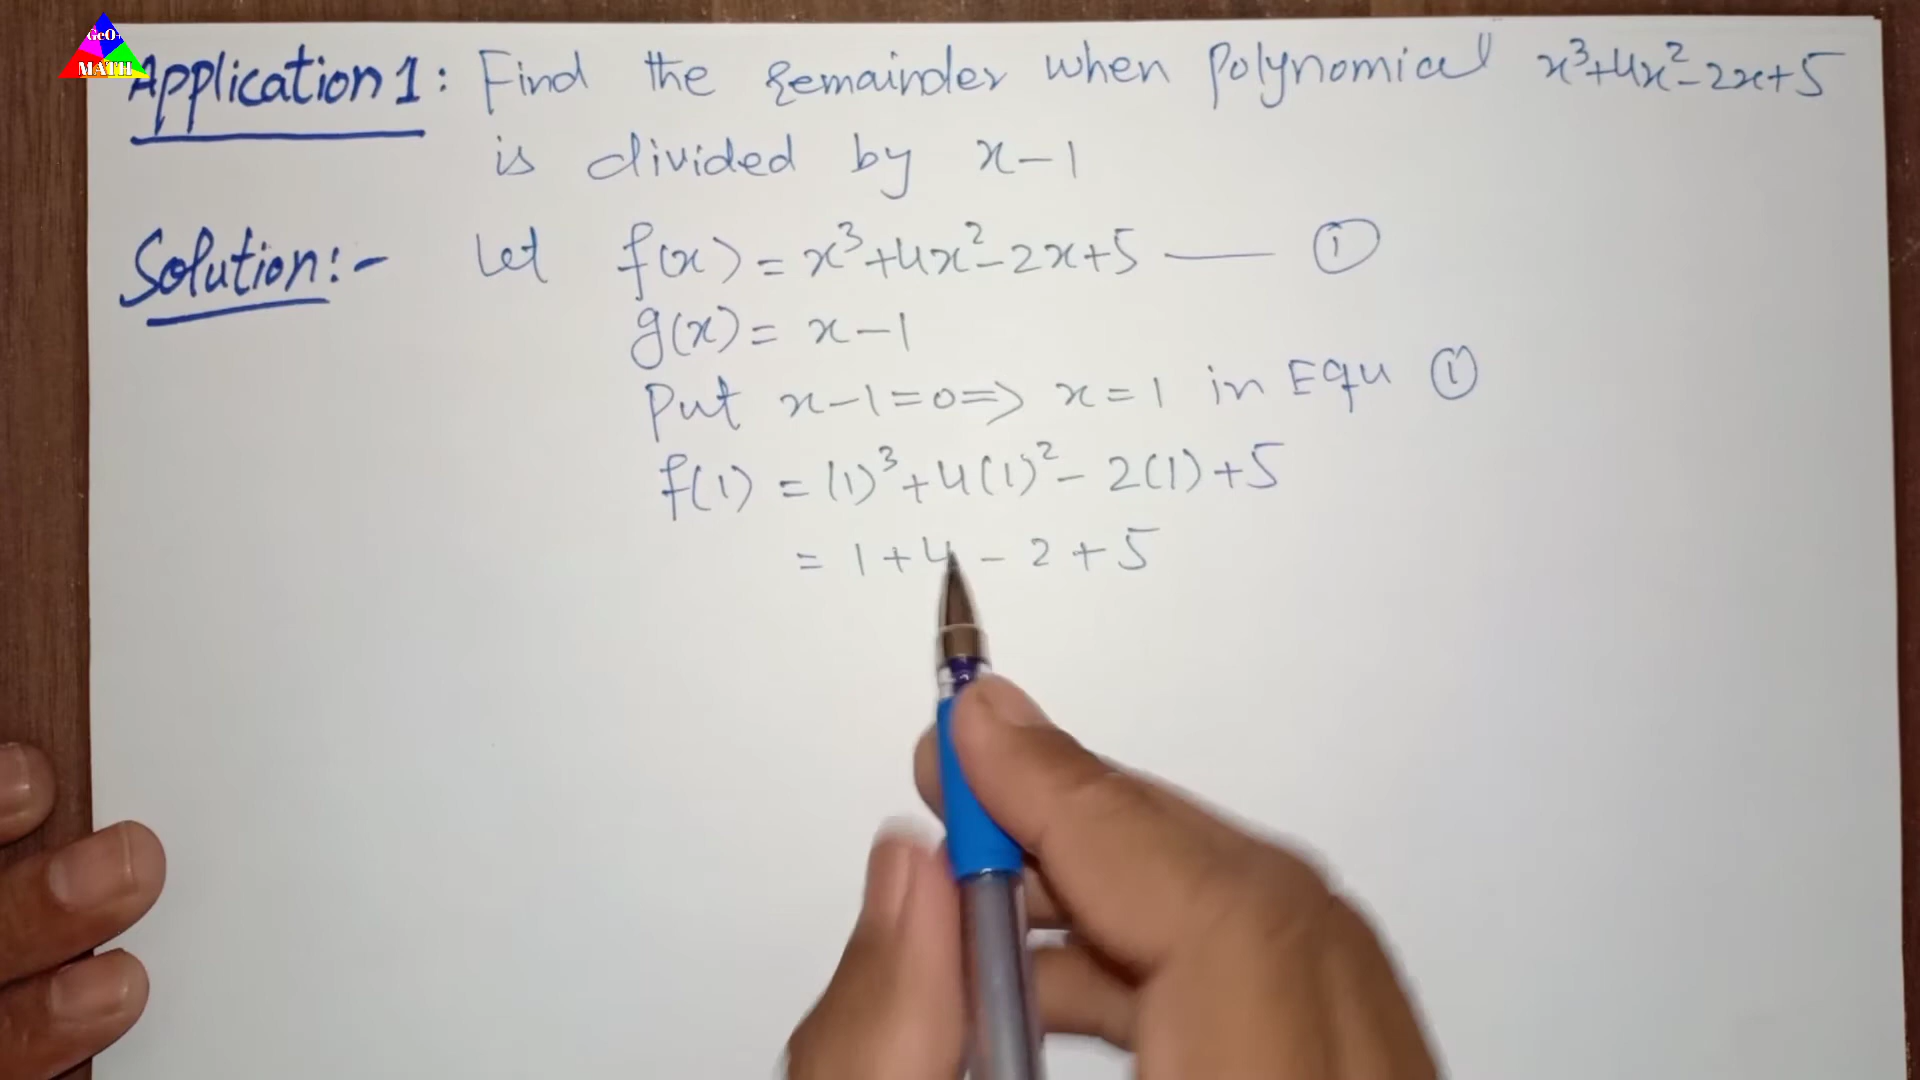 GeO+
MATH
Application 1: Find the remainder when polynomial x³+4x²-2x+5
is divided by x-1
Solution:- Let f(x) = x³+4x²-2x+5 —— ①
g(x) = x-1
Put x-1=0 => x=1 in Equ ①
f(1) = (1)³+4(1)²-2(1)+5
= 1+4-2+5